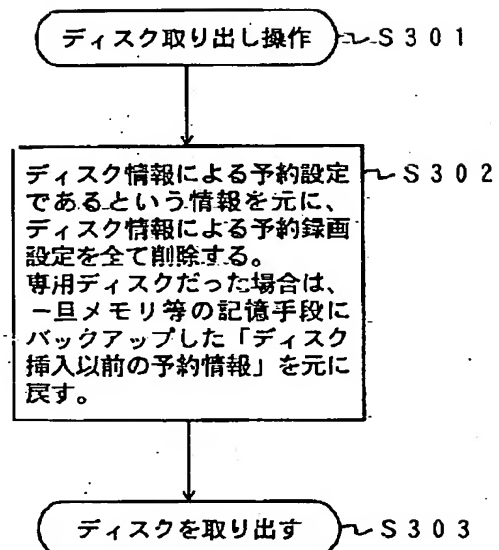 ディスク取り出し操作 S301
ディスク情報による予約設定 S302
であるという情報を元に、
ディスク情報による予約録画
設定を全て削除する。
専用ディスクだった場合は、
一旦メモリ等の記憶手段に
バックアップした「ディスク
挿入以前の予約情報」を元に
戻す。
ディスクを取り出す S303